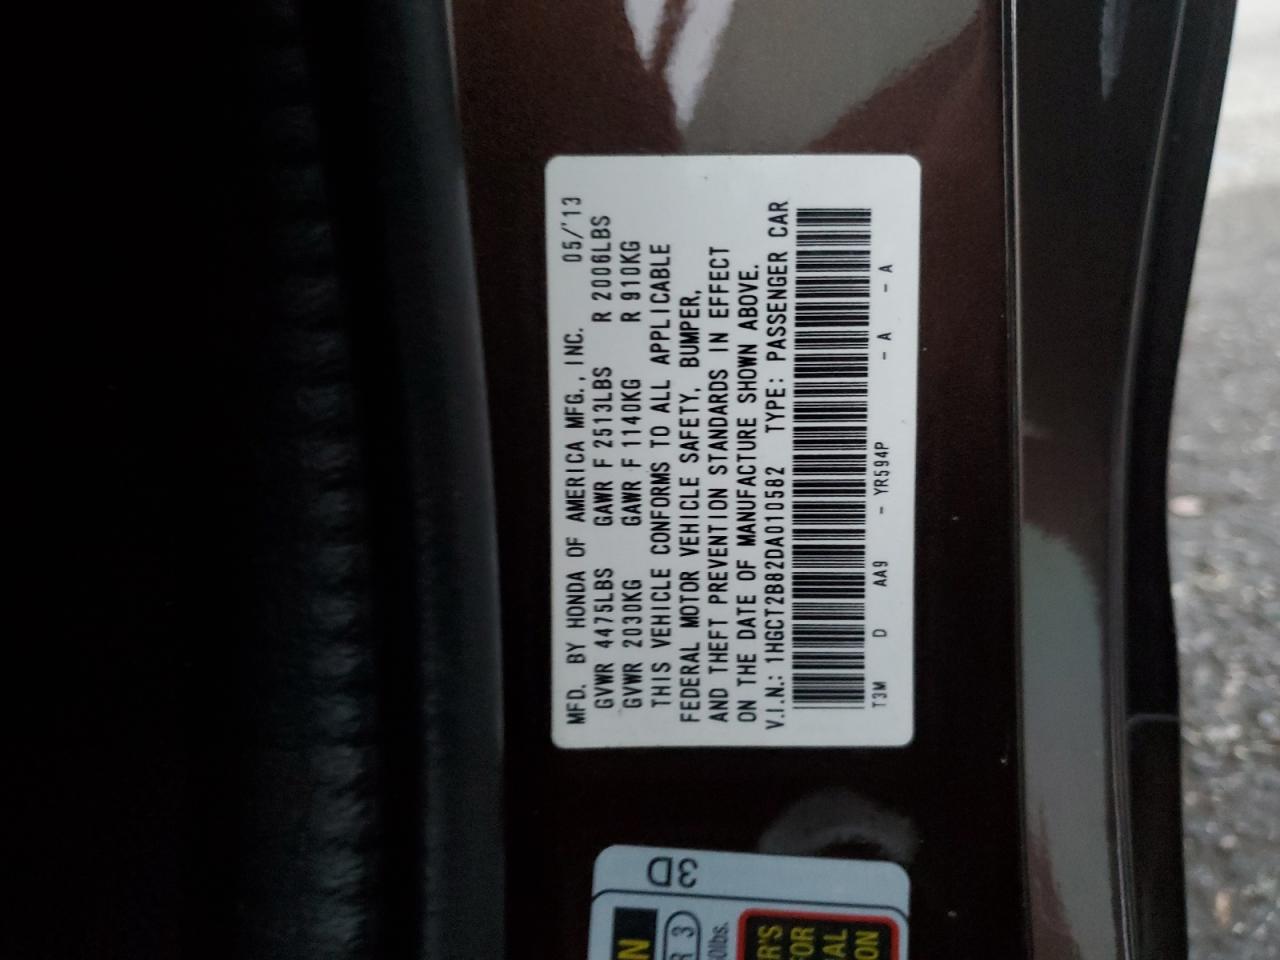 MFD. BY HONDA OF AMERICA MFG., INC. 05/'13
GVWR 4475LBS GAWR F 2513LBS R 2006LBS
GVWR 2030KG GAWR F 1140KG R 910KG
THIS VEHICLE CONFORMS TO ALL APPLICABLE
FEDERAL MOTOR VEHICLE SAFETY, BUMPER,
AND THEFT PREVENTION STANDARDS IN EFFECT
ON THE DATE OF MANUFACTURE SHOWN ABOVE.
V.I.N.: 1HGCT2B82DA010582 TYPE: PASSENGER CAR
T3M D AA9 - YR594P - A - A
3D